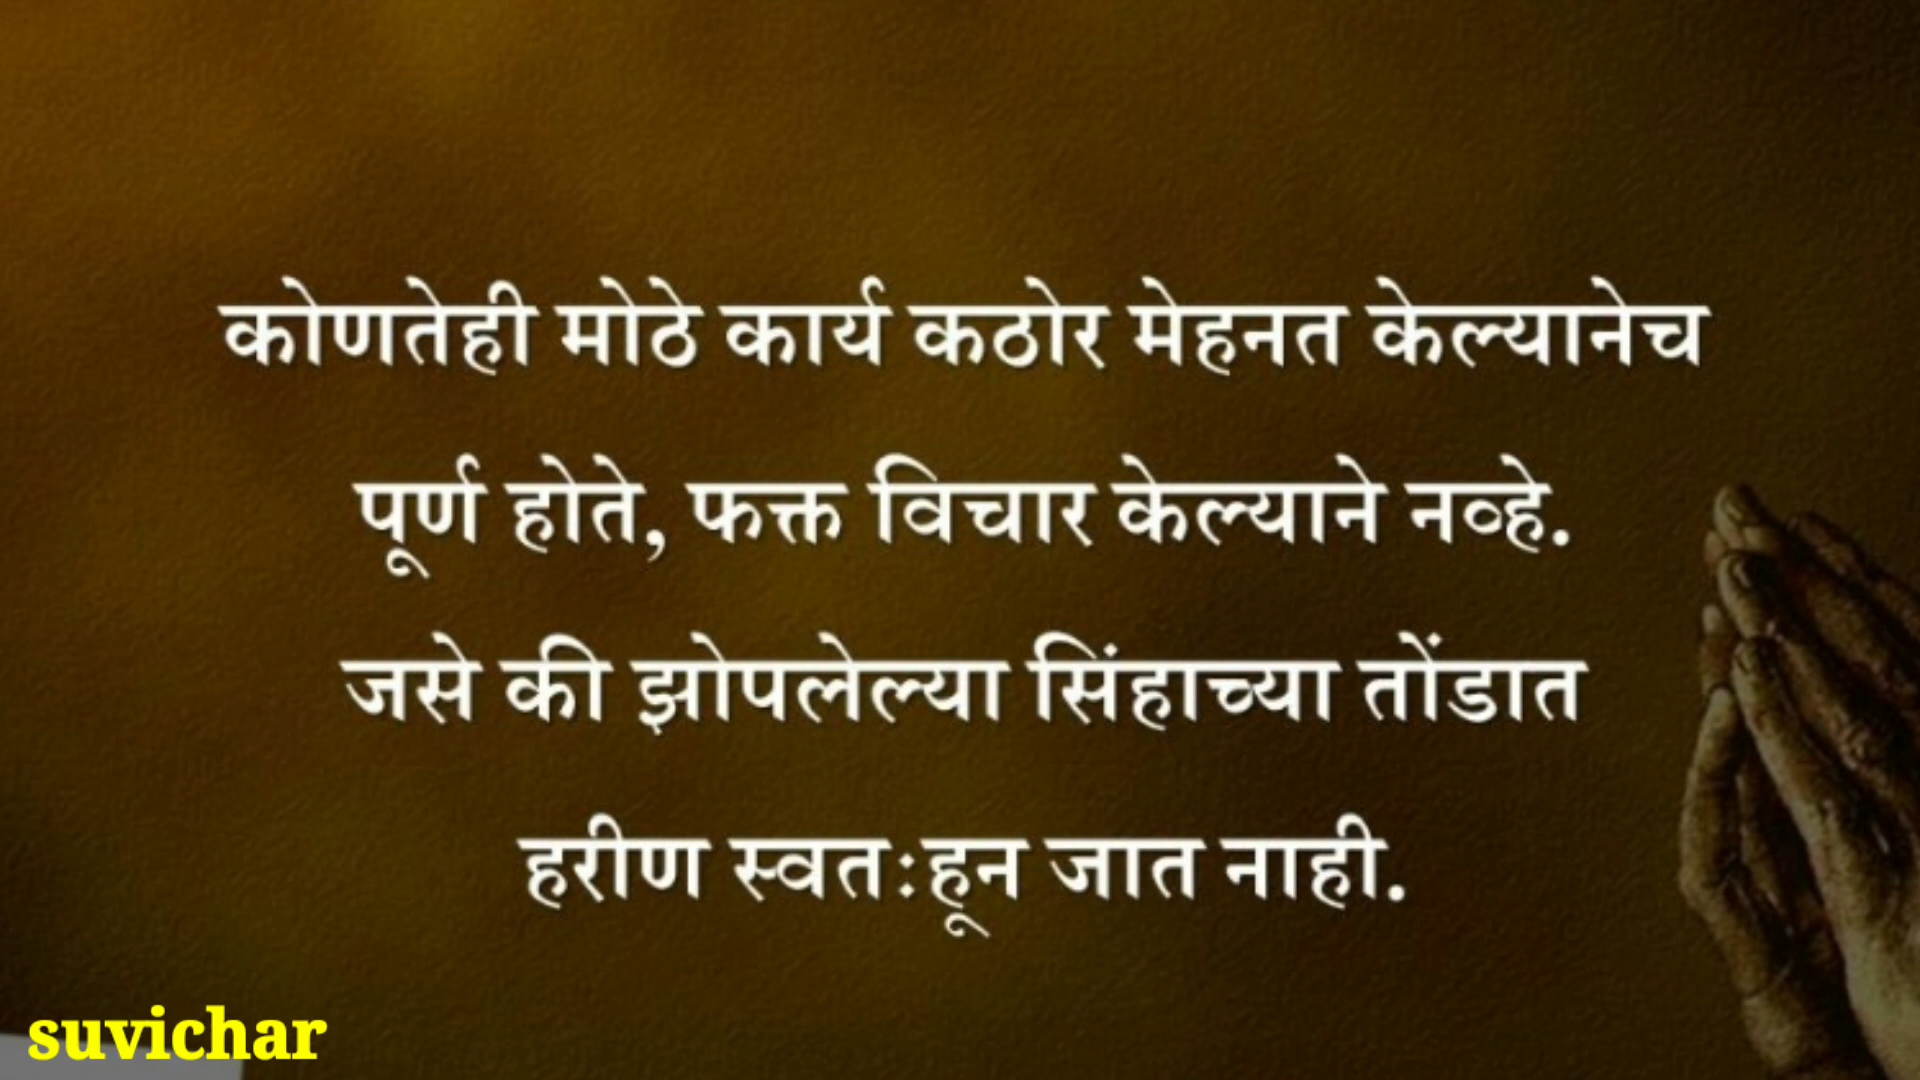 कोणतेही मोठे कार्य कठोर मेहनत केल्यानेच
पूर्ण होते, फक्त विचार केल्याने नव्हे.
जसे की झोपलेल्या सिंहाच्या तोंडात
हरीण स्वतःहून जात नाही.
suvichar